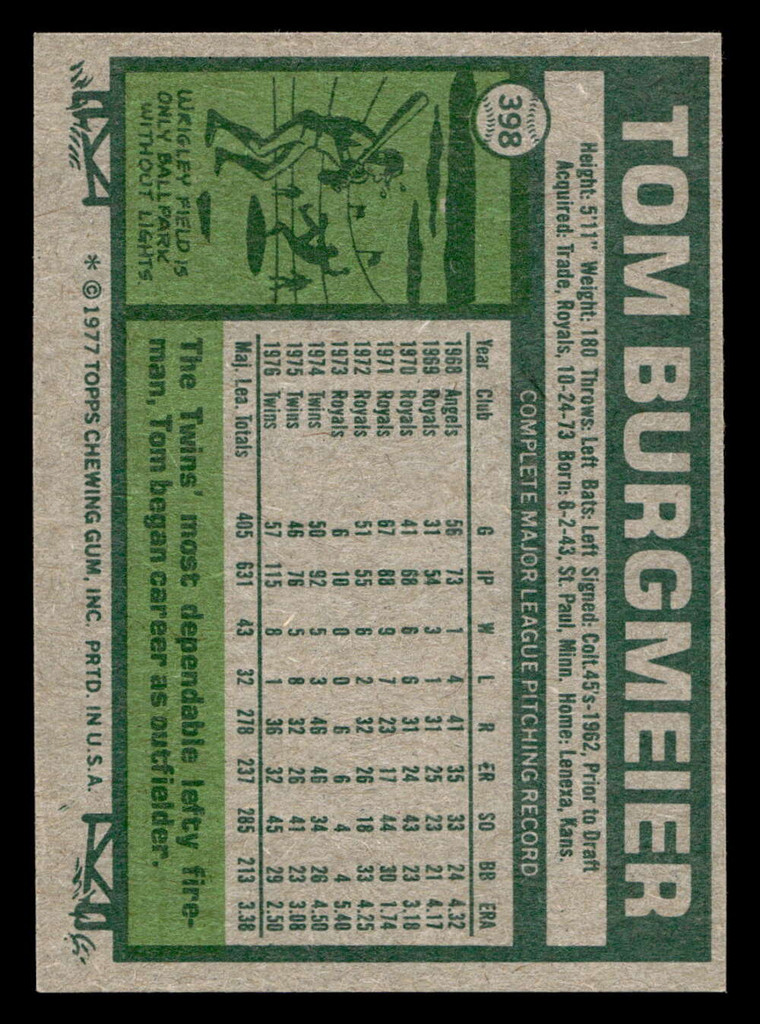 398
TOM BURGMEIER
Height: 5'11" Weight: 180 Throws: Left Bats: Left Signed: Colt.45's-1962, Prior to Draft
Acquired: Trade, Royals, 10-24-73 Born: 8-2-43, St. Paul, Minn. Home: Lenexa, Kans.
COMPLETE MAJOR LEAGUE PITCHING RECORD
Year Club G IP W L R ER SO BB ERA
1968 Angels 56 73 1 4 41 35 33 24 4.32
1969 Royals 31 54 3 1 31 25 23 21 4.17
1970 Royals 41 68 6 6 31 24 43 23 3.18
1971 Royals 67 88 9 7 23 17 44 30 1.74
1972 Royals 51 55 6 2 32 26 18 33 4.25
1973 Royals 6 10 0 0 6 6 4 4 5.40
1974 Twins 50 92 5 3 46 46 34 26 4.50
1975 Twins 46 76 5 8 32 26 41 23 3.08
1976 Twins 57 115 8 1 36 32 45 29 2.50
Maj. Lea. Totals 405 631 43 32 278 237 285 213 3.38
WRIGLEY FIELD IS
ONLY BALLPARK
WITHOUT LIGHTS.
The Twins' most dependable lefty fire-
man, Tom began career as outfielder.
* © 1977 TOPPS CHEWING GUM, INC. PRTD. IN U.S.A.